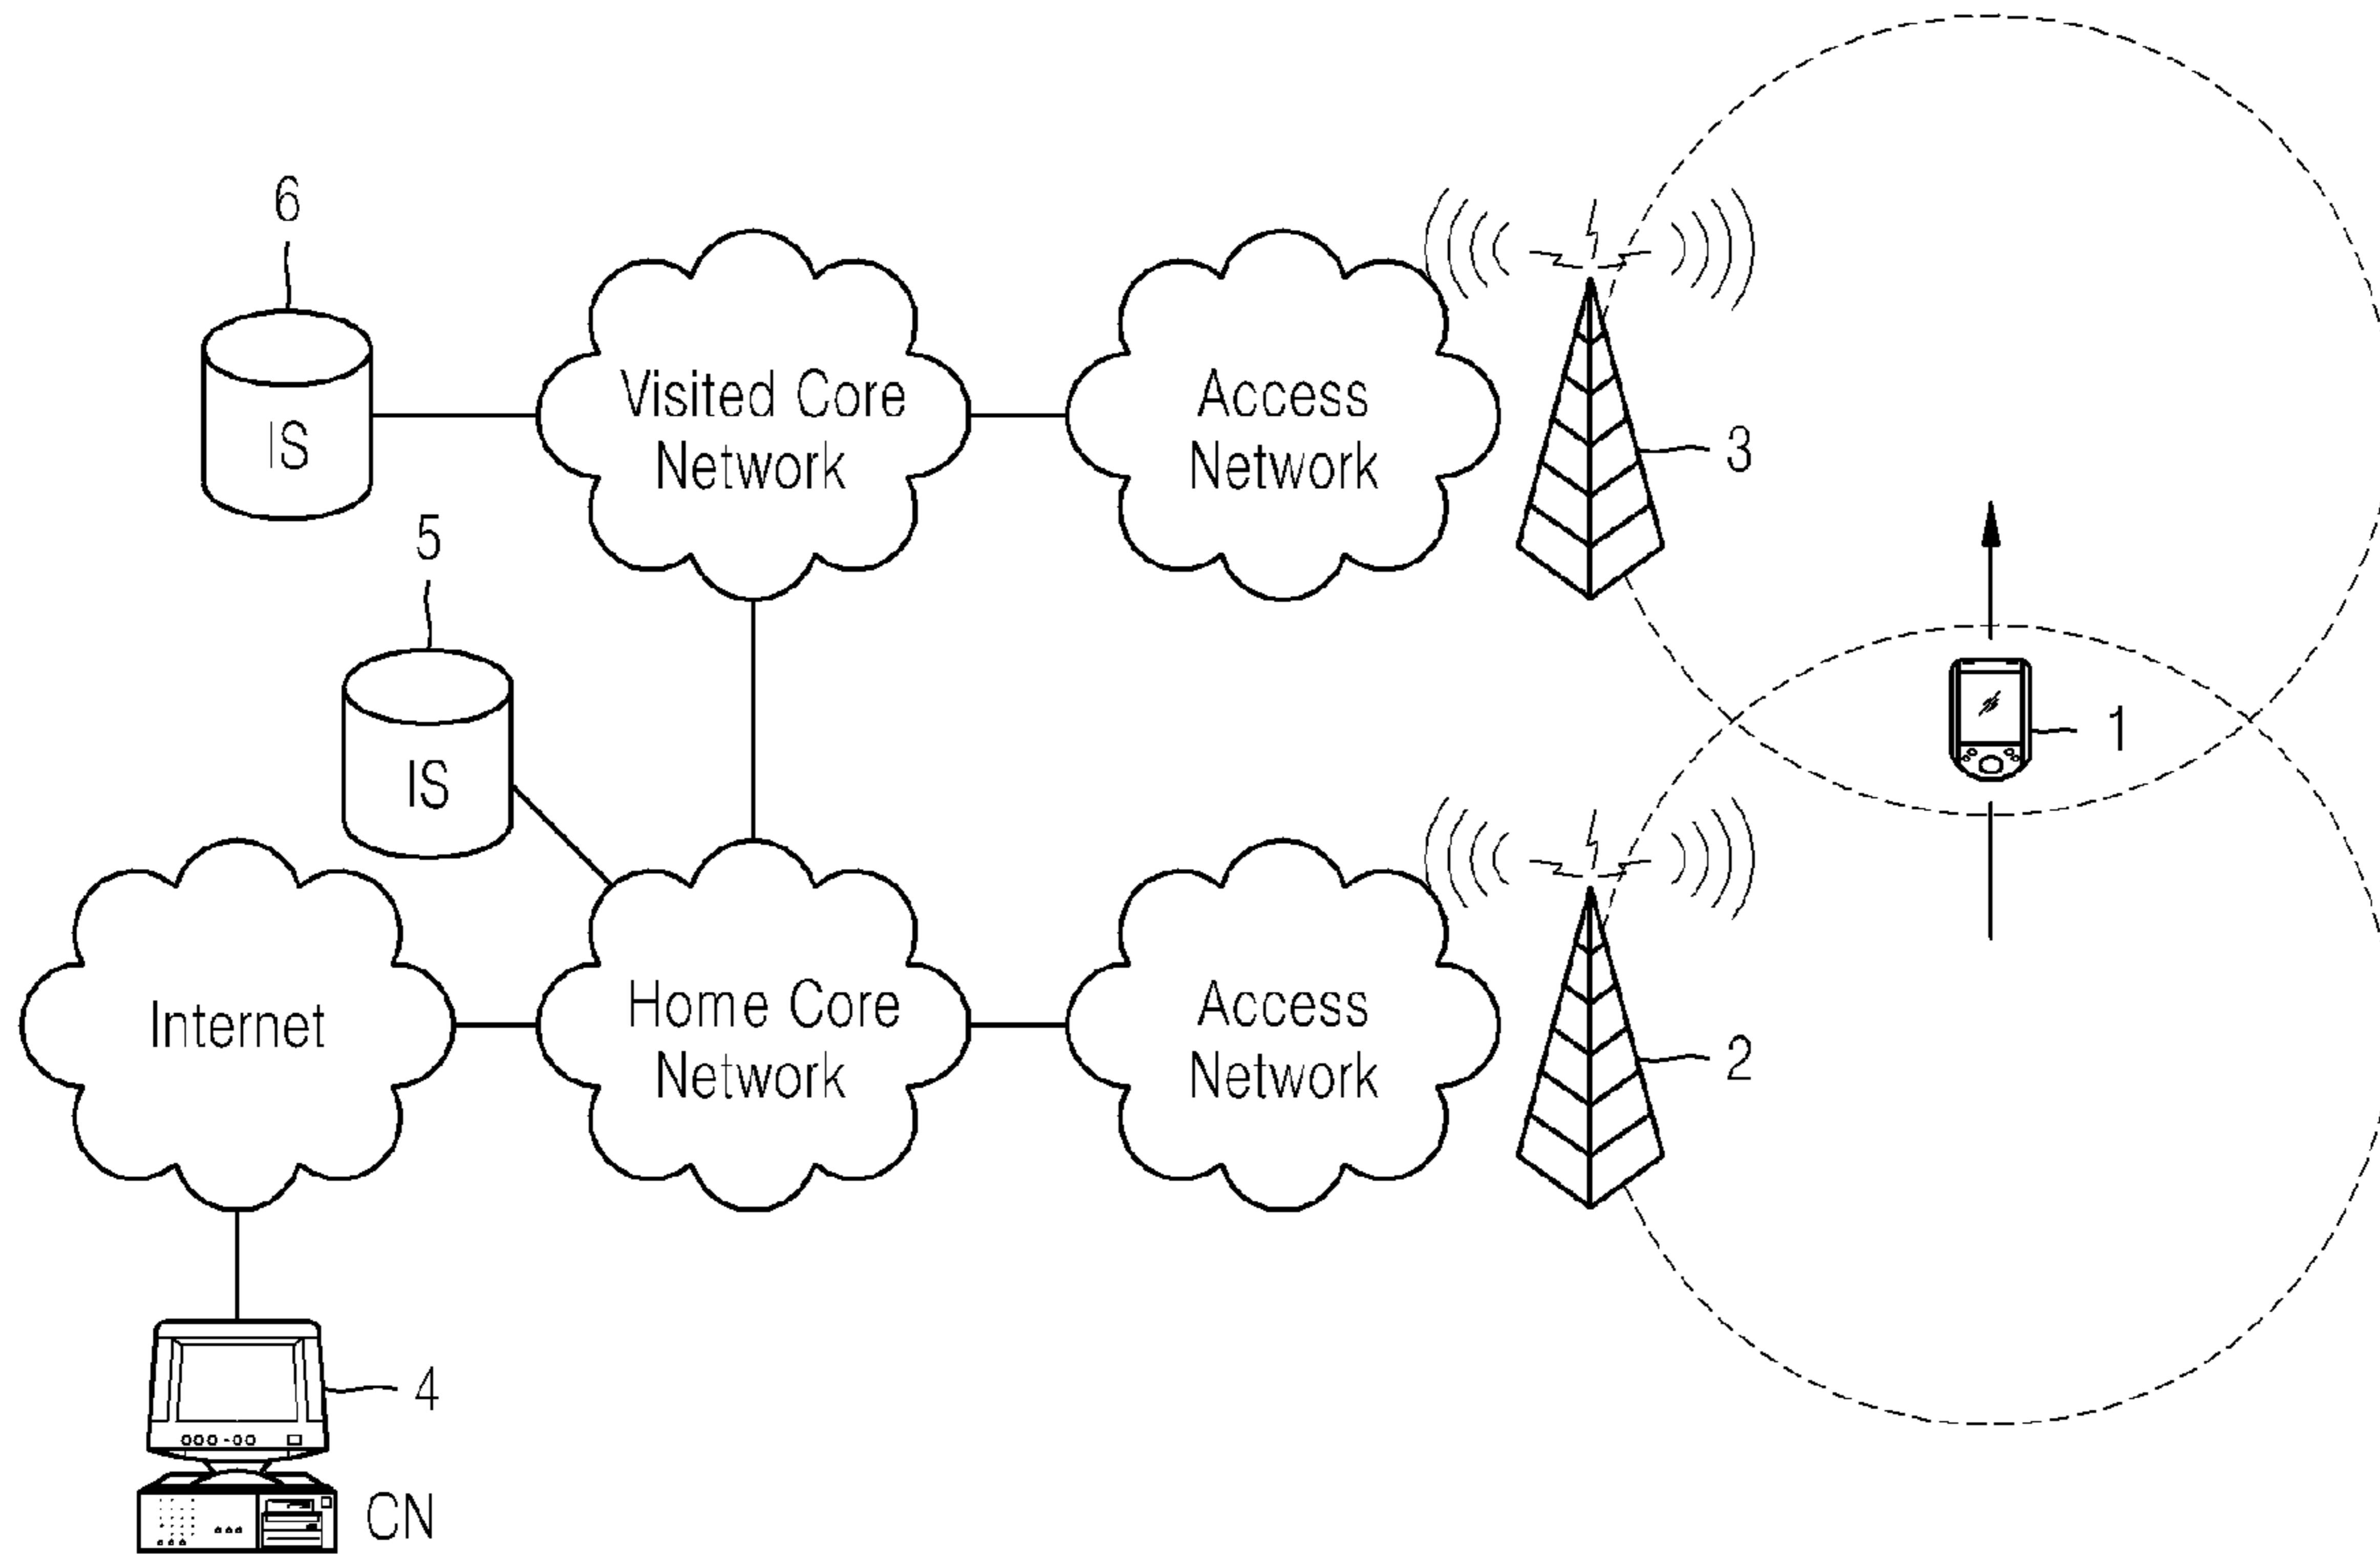 6
Visited Core
Network
Access
Network
IS
3
5
IS
1
Internet
Home Core
Network
Access
Network
2
4
CN